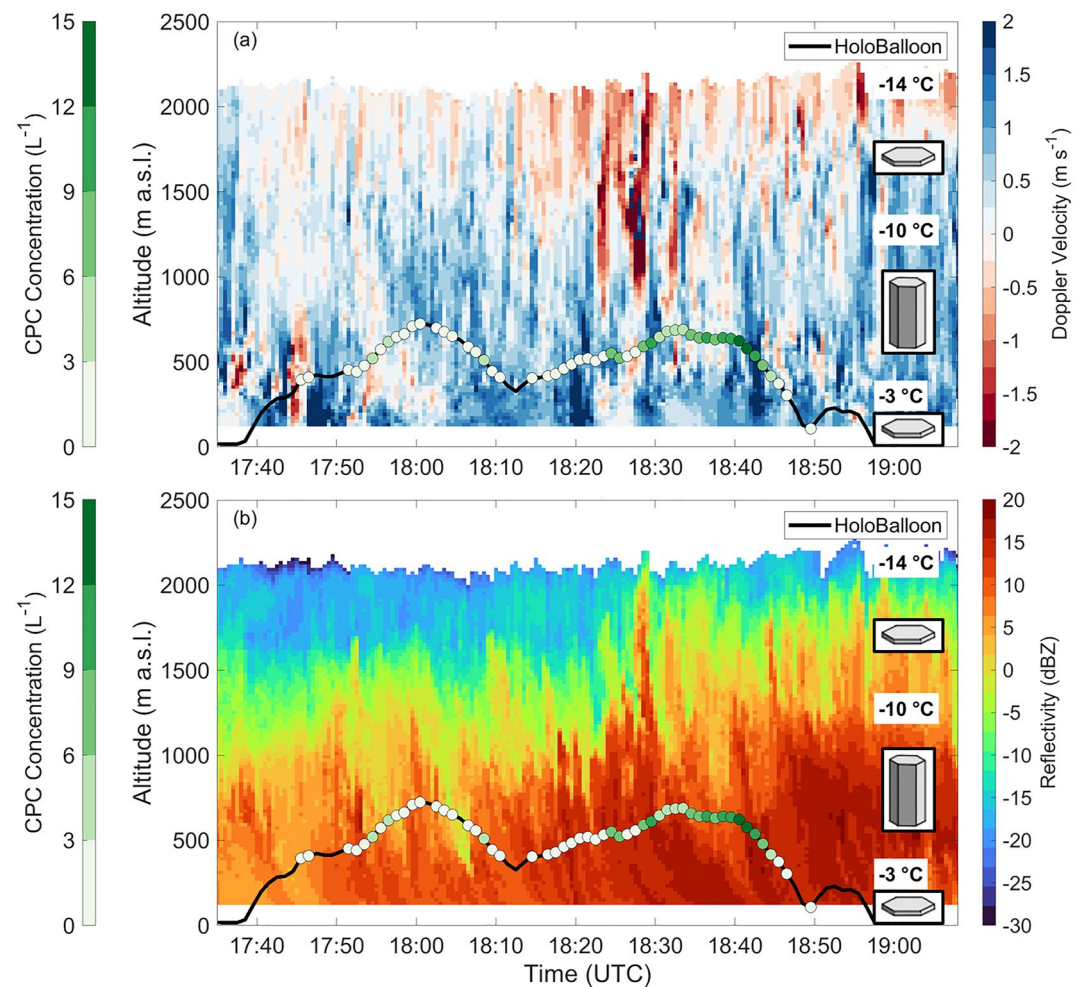 (a)
HoloBalloon
CPC Concentration (L⁻¹)
15
12
9
6
3
0
Altitude (m a.s.l.)
2500
2000
1500
1000
500
0
-14 °C
-10 °C
-3 °C
Doppler Velocity (m s⁻¹)
2
1.5
1
0.5
0
-0.5
-1
-1.5
-2
17:40 17:50 18:00 18:10 18:20 18:30 18:40 18:50 19:00
(b)
HoloBalloon
CPC Concentration (L⁻¹)
15
12
9
6
3
0
Altitude (m a.s.l.)
2500
2000
1500
1000
500
0
-14 °C
-10 °C
-3 °C
Reflectivity (dBZ)
20
15
10
5
0
-5
-10
-15
-20
-25
-30
17:40 17:50 18:00 18:10 18:20 18:30 18:40 18:50 19:00
Time (UTC)